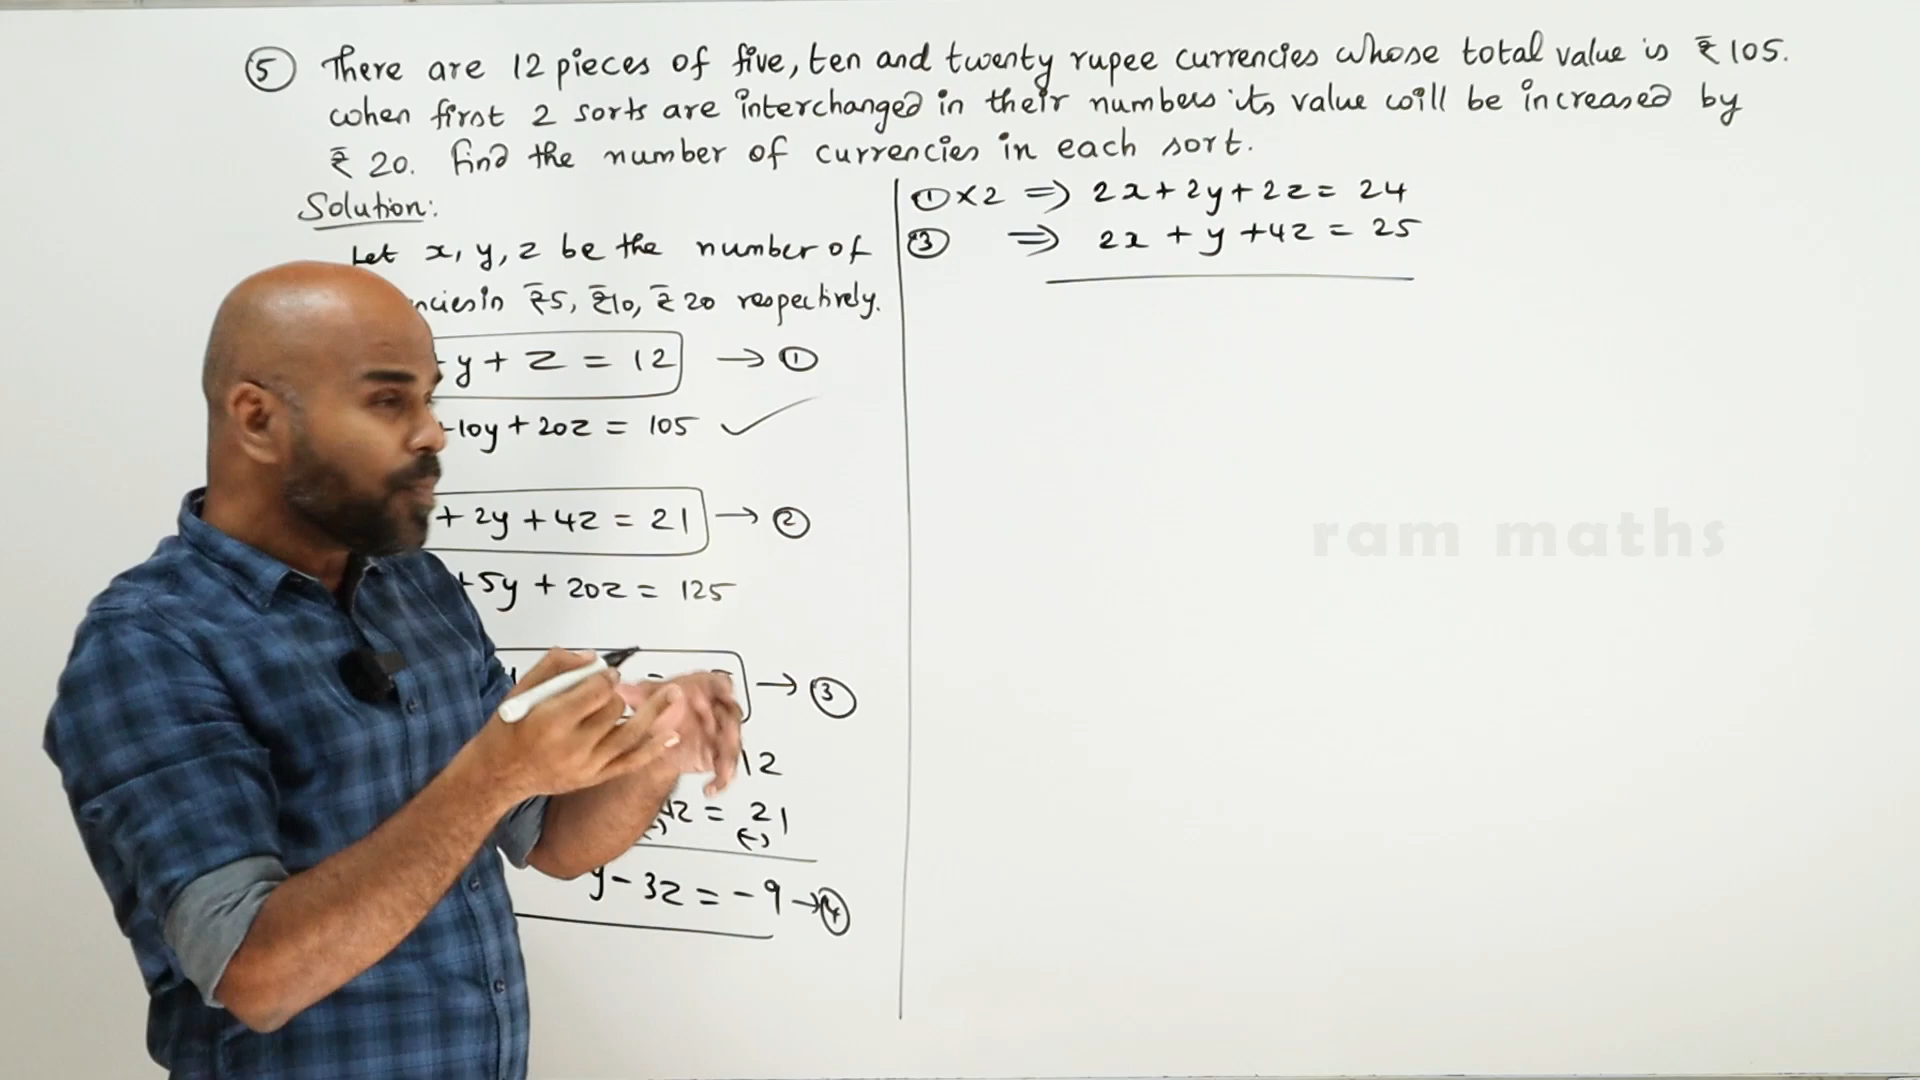 ⑤ There are 12 pieces of five, ten and twenty rupee currencies whose total value is ₹ 105.
when first 2 sorts are interchanged in their numbers its value will be increased by
₹ 20. Find the number of currencies in each sort.
Solution:
Let x, y, z be the number of
ncies in ₹5, ₹10, ₹ 20 respectively.
y + z = 12 → ①
10y + 20z = 105 ✓
+ 2y + 4z = 21 → ②
+5y + 20z = 125
→ ③
12
4z = 21
(-) (-)
y - 3z = -9 → ④
① × 2 ⇒ 2x + 2y + 2z = 24
③ ⇒ 2x + y + 4z = 25
ram maths